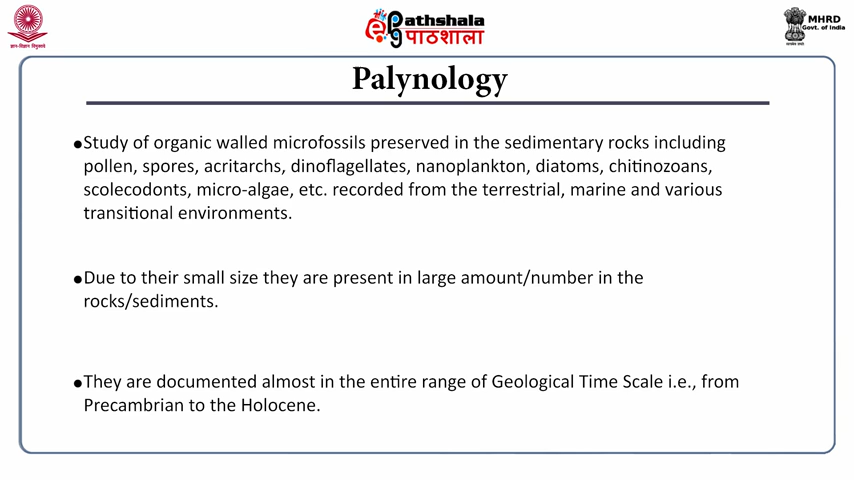 ज्ञान-विज्ञान विमुक्तये
ePathshala
पाठशाला
MHRD
Govt. of India
Palynology
●Study of organic walled microfossils preserved in the sedimentary rocks including
pollen, spores, acritarchs, dinoflagellates, nanoplankton, diatoms, chitinozoans,
scolecodonts, micro-algae, etc. recorded from the terrestrial, marine and various
transitional environments.
●Due to their small size they are present in large amount/number in the
rocks/sediments.
●They are documented almost in the entire range of Geological Time Scale i.e., from
Precambrian to the Holocene.